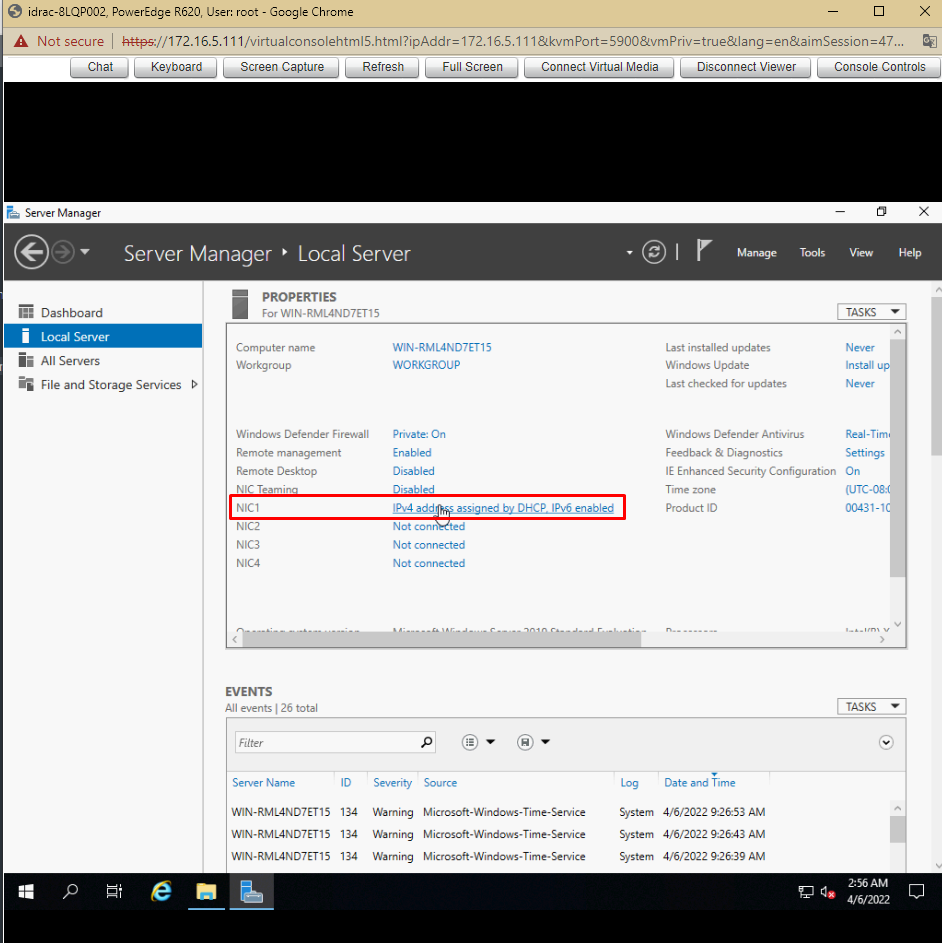 idrac-8LQP002, PowerEdge R620, User: root - Google Chrome
Not secure | https://172.16.5.111/virtualconsolehtml5.html?ipAddr=172.16.5.111&kvmPort=5900&vmPriv=true&lang=en&aimSession=47...
Chat Keyboard Screen Capture Refresh Full Screen Connect Virtual Media Disconnect Viewer Console Controls
Server Manager
Server Manager ‣ Local Server Manage Tools View Help
Dashboard
Local Server
All Servers
File and Storage Services
PROPERTIES
For WIN-RML4ND7ET15
TASKS
Computer name WIN-RML4ND7ET15 Last installed updates Never
Workgroup WORKGROUP Windows Update Install up
Last checked for updates Never
Windows Defender Firewall Private: On Windows Defender Antivirus Real-Time
Remote management Enabled Feedback & Diagnostics Settings
Remote Desktop Disabled IE Enhanced Security Configuration On
NIC Teaming Disabled Time zone (UTC-08:0
NIC1 IPv4 address assigned by DHCP, IPv6 enabled Product ID 00431-10
NIC2 Not connected
NIC3 Not connected
NIC4 Not connected
Operating system version Microsoft Windows Server 2019 Standard Evaluation Processors Intel(R) X
EVENTS
All events | 26 total
TASKS
Filter
Server Name ID Severity Source Log Date and Time
WIN-RML4ND7ET15 134 Warning Microsoft-Windows-Time-Service System 4/6/2022 9:26:53 AM
WIN-RML4ND7ET15 134 Warning Microsoft-Windows-Time-Service System 4/6/2022 9:26:43 AM
WIN-RML4ND7ET15 134 Warning Microsoft-Windows-Time-Service System 4/6/2022 9:26:39 AM
2:56 AM
4/6/2022